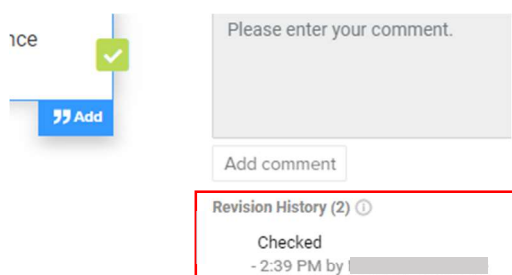 nce
Please enter your comment.
Add
Add comment
Revision History (2)
Checked
- 2:39 PM by